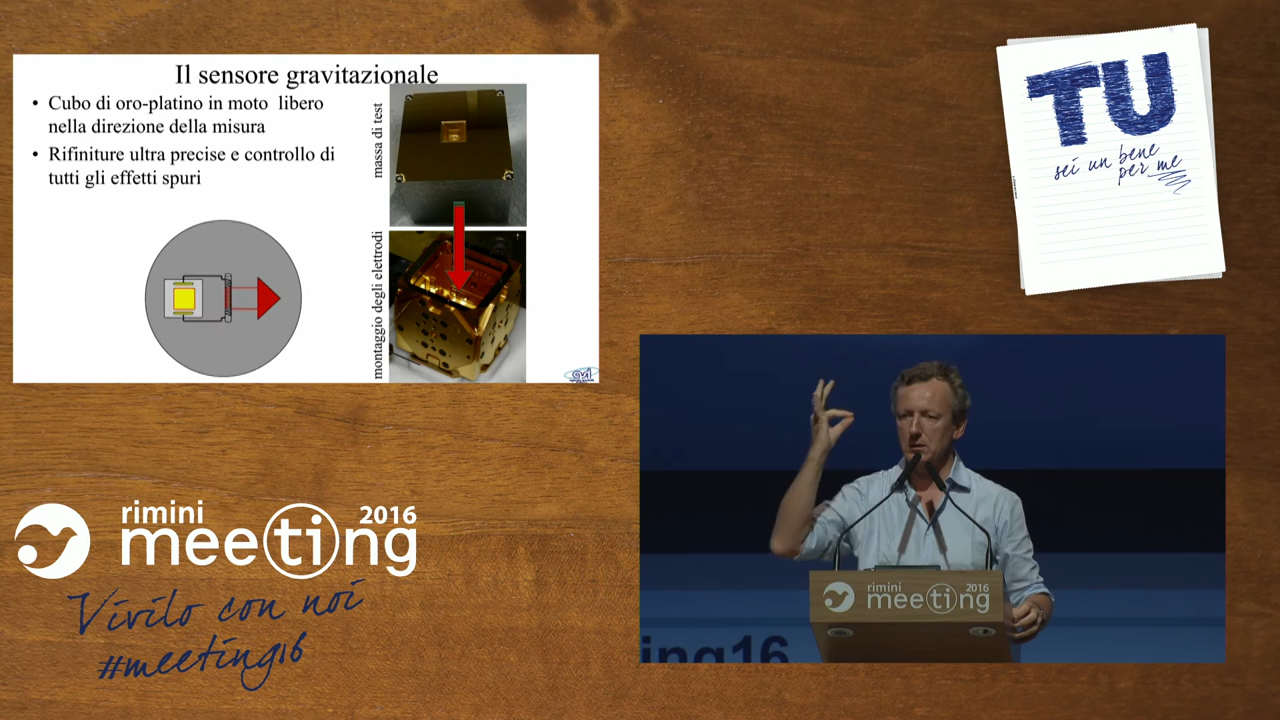 Il sensore gravitazionale
• Cubo di oro-platino in moto libero
nella direzione della misura
• Rifiniture ultra precise e controllo di
tutti gli effetti spuri
massa di test
montaggio degli elettrodi
TU
sei un bene
per me
rimini
2016
meeting
Vivilo con noi
#meeting16
rimini
2016
meeting
ing16